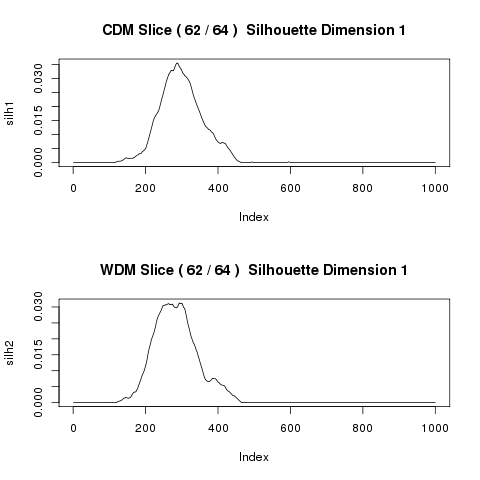 CDM Slice ( 62 / 64 )  Silhouette Dimension 1
silh1
0.030
0.015
0.000
0 200 400 600 800 1000
Index
WDM Slice ( 62 / 64 )  Silhouette Dimension 1
silh2
0.030
0.015
0.000
0 200 400 600 800 1000
Index